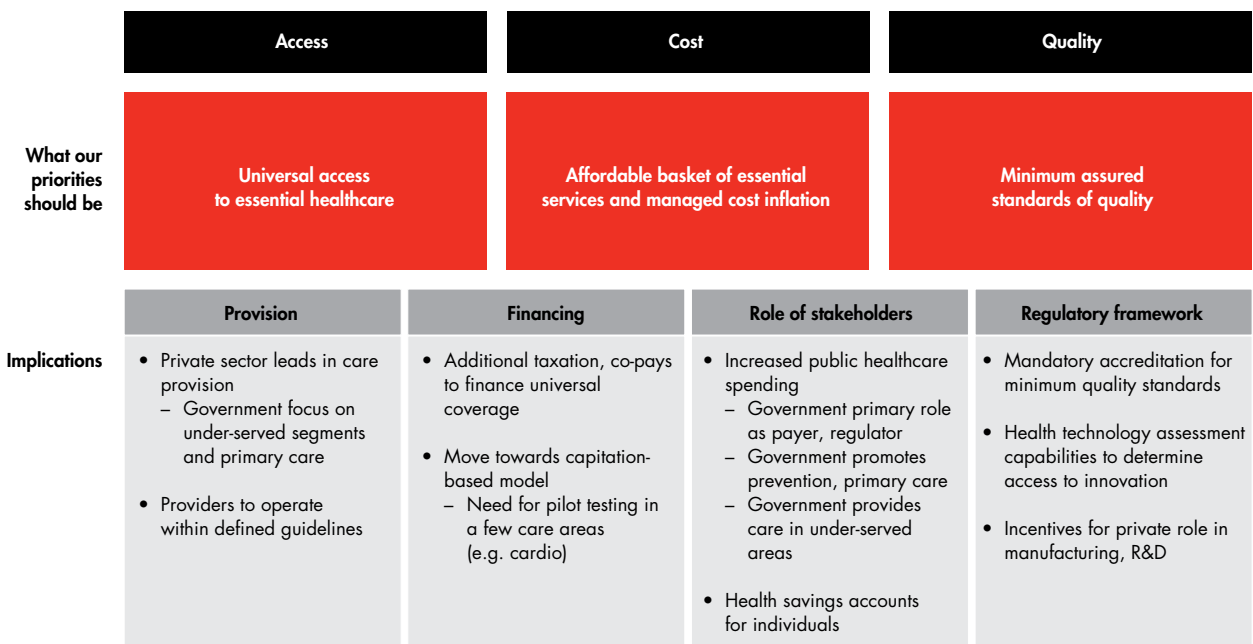 Access
Cost
Quality
What our
priorities
should be
Universal access
to essential healthcare
Affordable basket of essential
services and managed cost inflation
Minimum assured
standards of quality
Implications
Provision
• Private sector leads in care
provision
– Government focus on
under-served segments
and primary care
• Providers to operate
within defined guidelines
Financing
• Additional taxation, co-pays
to finance universal
coverage
• Move towards capitation-
based model
– Need for pilot testing in
a few care areas
(e.g. cardio)
Role of stakeholders
• Increased public healthcare
spending
– Government primary role
as payer, regulator
– Government promotes
prevention, primary care
– Government provides
care in under-served
areas
• Health savings accounts
for individuals
Regulatory framework
• Mandatory accreditation for
minimum quality standards
• Health technology assessment
capabilities to determine
access to innovation
• Incentives for private role in
manufacturing, R&D